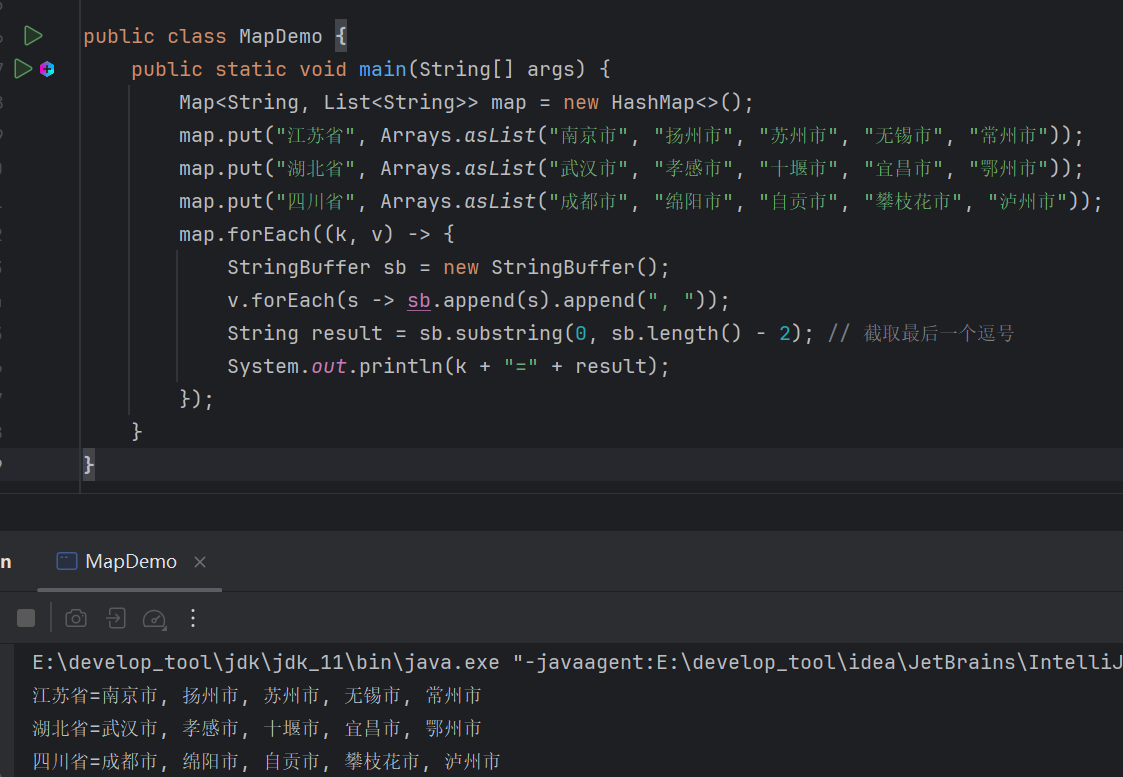 public class MapDemo {
public static void main(String[] args) {
Map<String, List<String>> map = new HashMap<>();
map.put("江苏省", Arrays.asList("南京市", "扬州市", "苏州市", "无锡市", "常州市"));
map.put("湖北省", Arrays.asList("武汉市", "孝感市", "十堰市", "宜昌市", "鄂州市"));
map.put("四川省", Arrays.asList("成都市", "绵阳市", "自贡市", "攀枝花市", "泸州市"));
map.forEach((k, v) -> {
StringBuffer sb = new StringBuffer();
v.forEach(s -> sb.append(s).append(", "));
String result = sb.substring(0, sb.length() - 2); // 截取最后一个逗号
System.out.println(k + "=" + result);
});
}
}
n MapDemo ×
E:\develop_tool\jdk\jdk_11\bin\java.exe "-javaagent:E:\develop_tool\idea\JetBrains\IntelliJ
江苏省=南京市, 扬州市, 苏州市, 无锡市, 常州市
湖北省=武汉市, 孝感市, 十堰市, 宜昌市, 鄂州市
四川省=成都市, 绵阳市, 自贡市, 攀枝花市, 泸州市